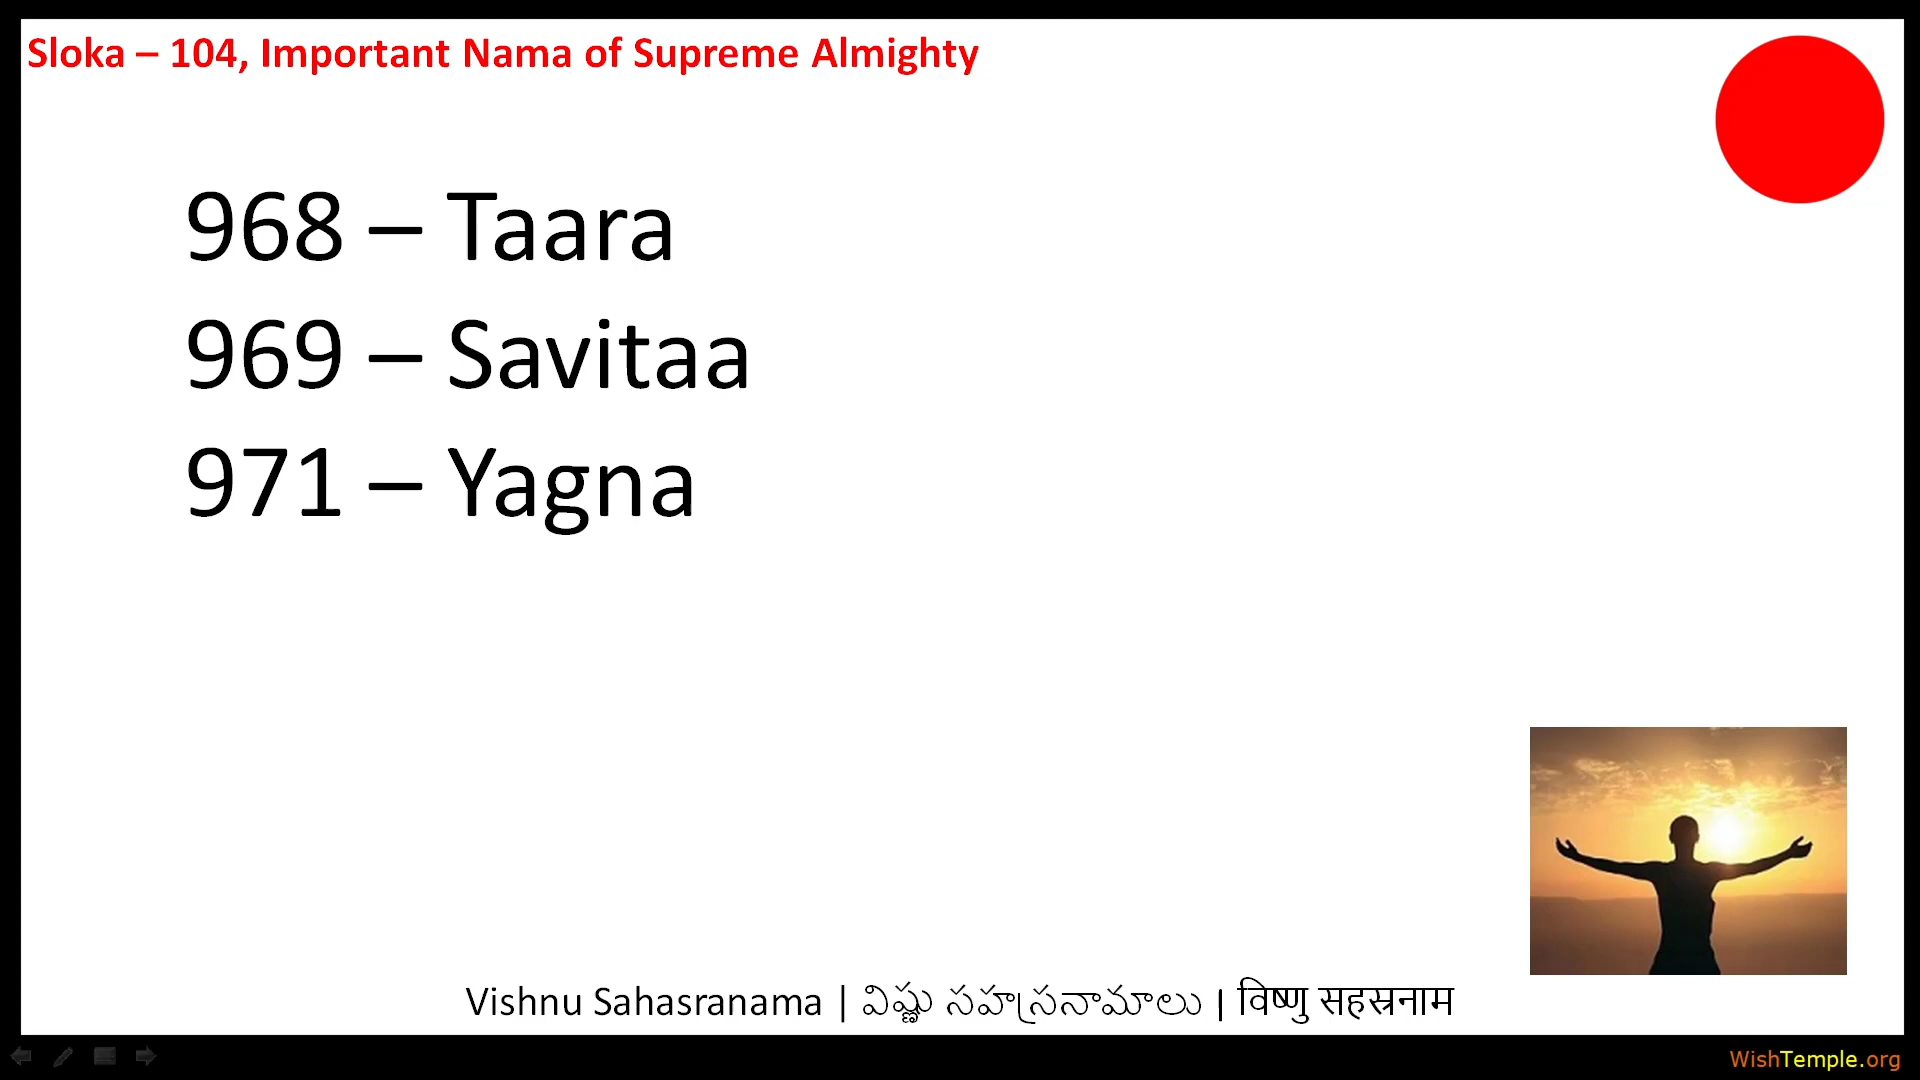 Sloka – 104, Important Nama of Supreme Almighty
968 – Taara
969 – Savitaa
971 – Yagna
Vishnu Sahasranama | విష్ణు సహస్రనామాలు | विष्णु सहस्रनाम
WishTemple.org